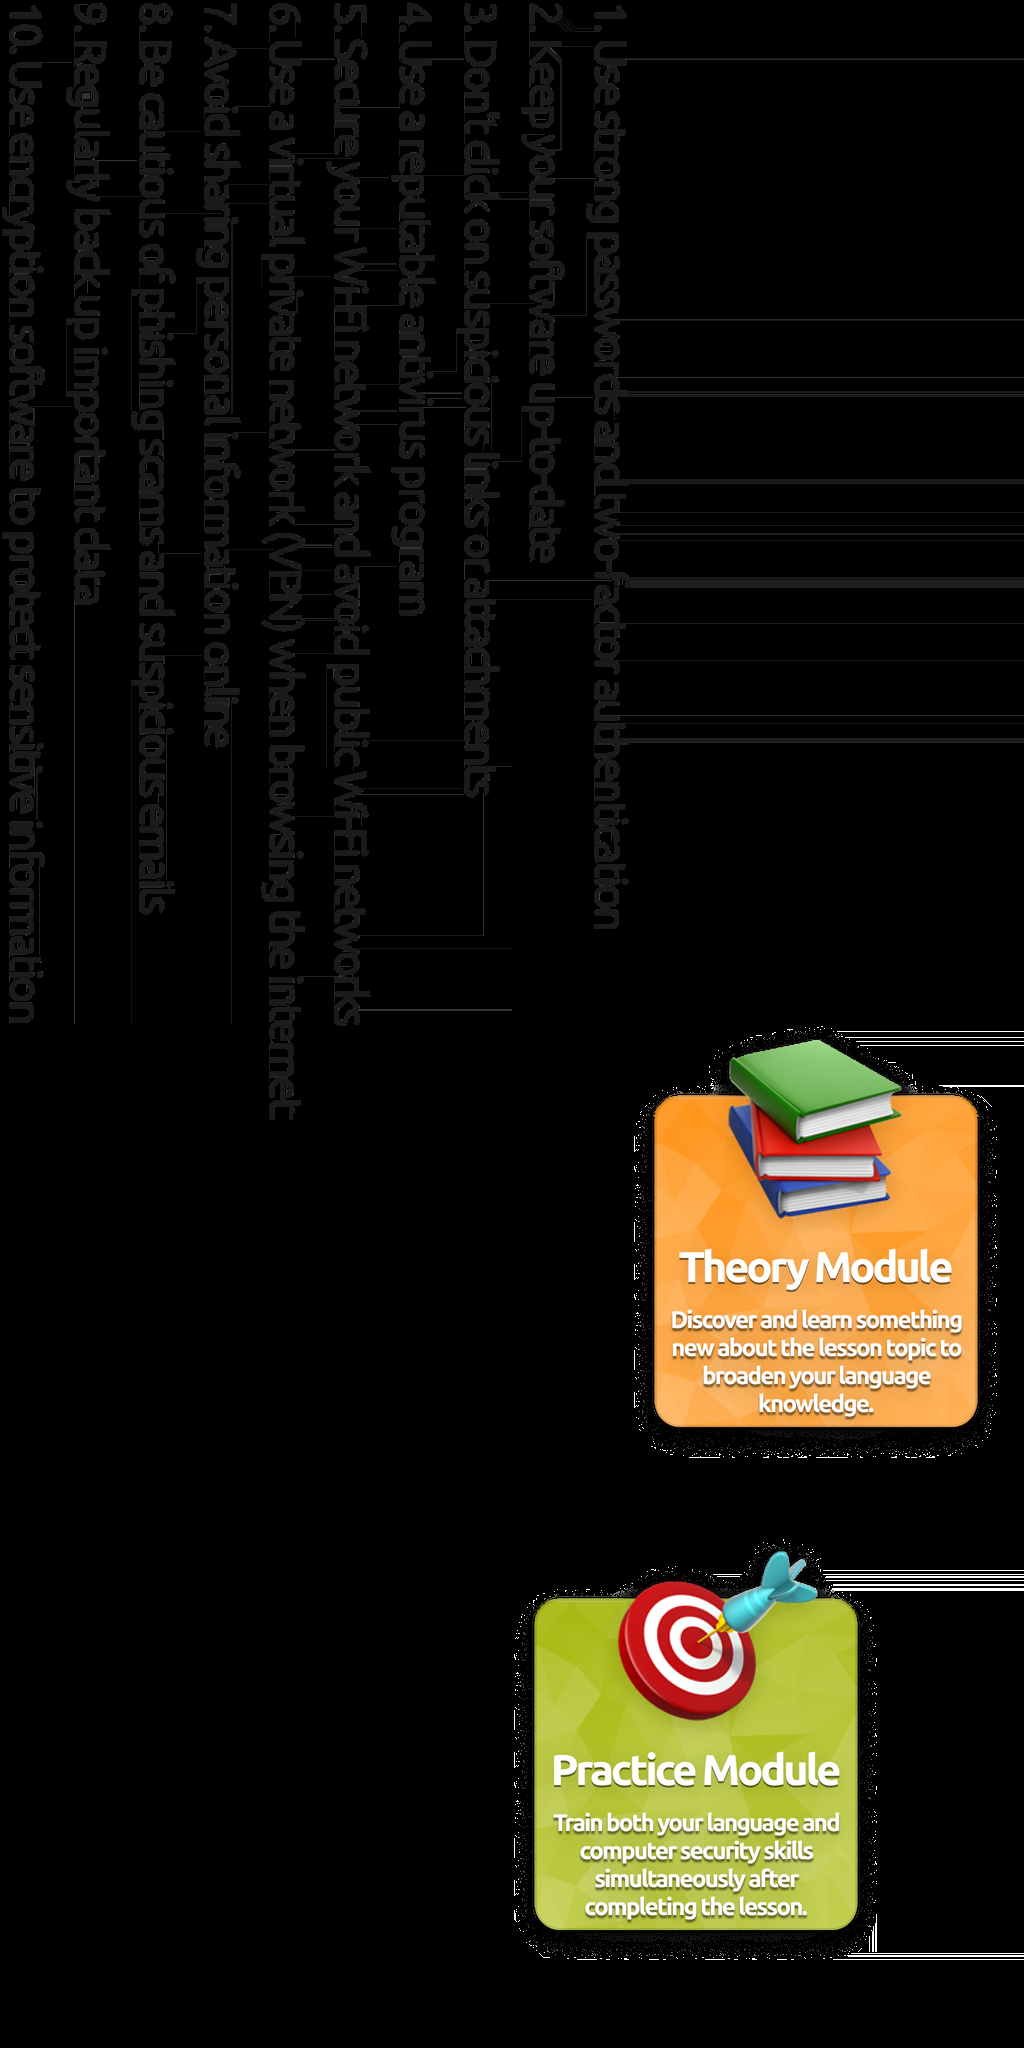 1. Use strong passwords and two-factor authentication
2. Keep your software up-to-date
3. Don't click on suspicious links or attachments
4. Use a reputable antivirus program
5. Secure your Wi-Fi network and avoid public Wi-Fi networks
6. Use a virtual private network (VPN) when browsing the internet
7. Avoid sharing personal information online
8. Be cautious of phishing scams and suspicious emails
9. Regularly back up important data
10. Use encryption software to protect sensitive information
Theory Module
Discover and learn something
new about the lesson topic to
broaden your language
knowledge.
Practice Module
Train both your language and
computer security skills
simultaneously after
completing the lesson.